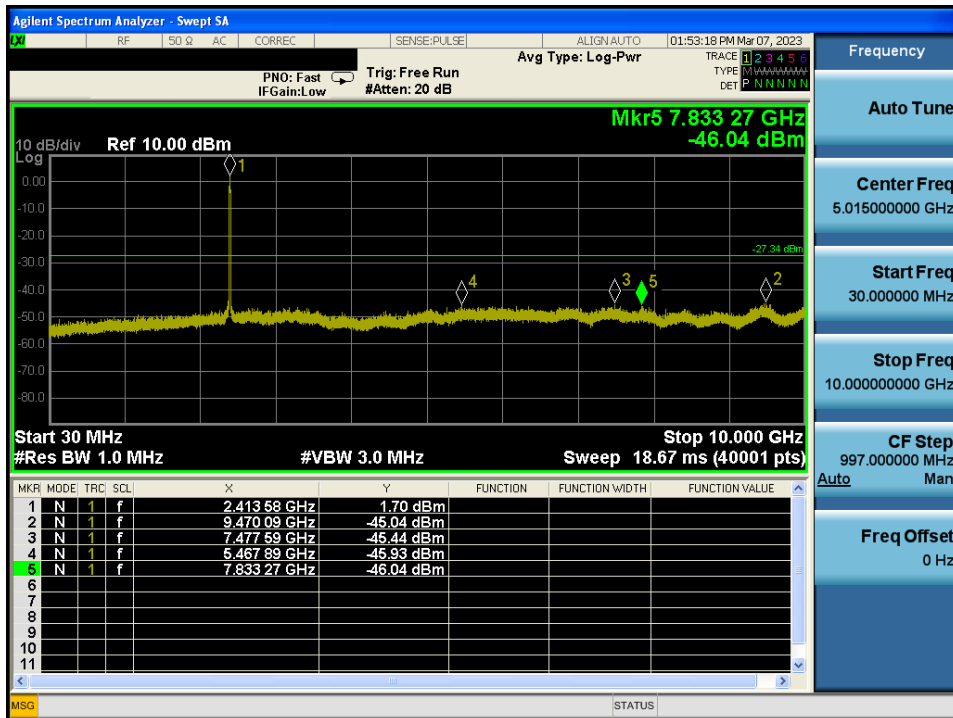 Agilent Spectrum Analyzer - Swept SA
LXI RF 50 Ω AC CORREC SENSE:PULSE ALIGN AUTO 01:53:18 PM Mar 07, 2023
Frequency
Avg Type: Log-Pwr TRACE 1 2 3 4 5 6
PNO: Fast Trig: Free Run TYPE M
IFGain:Low #Atten: 20 dB DET P N N N N N
Auto Tune
Mkr5 7.833 27 GHz
10 dB/div Ref 10.00 dBm -46.04 dBm
Log
1
0.00
-10.0
-20.0
-27.34 dBm
-30.0
-40.0
4 3 5 2
-50.0
-60.0
-70.0
-80.0
Start 30 MHz Stop 10.000 GHz
#Res BW 1.0 MHz #VBW 3.0 MHz Sweep 18.67 ms (40001 pts)
Center Freq
5.015000000 GHz
Start Freq
30.000000 MHz
Stop Freq
10.000000000 GHz
CF Step
997.000000 MHz
Auto Man
Freq Offset
0 Hz
MKR MODE TRC SCL X Y FUNCTION FUNCTION WIDTH FUNCTION VALUE
1 N 1 f 2.413 58 GHz 1.70 dBm
2 N 1 f 9.470 09 GHz -45.04 dBm
3 N 1 f 7.477 59 GHz -45.44 dBm
4 N 1 f 5.467 89 GHz -45.93 dBm
5 N 1 f 7.833 27 GHz -46.04 dBm
6
7
8
9
10
11
MSG STATUS